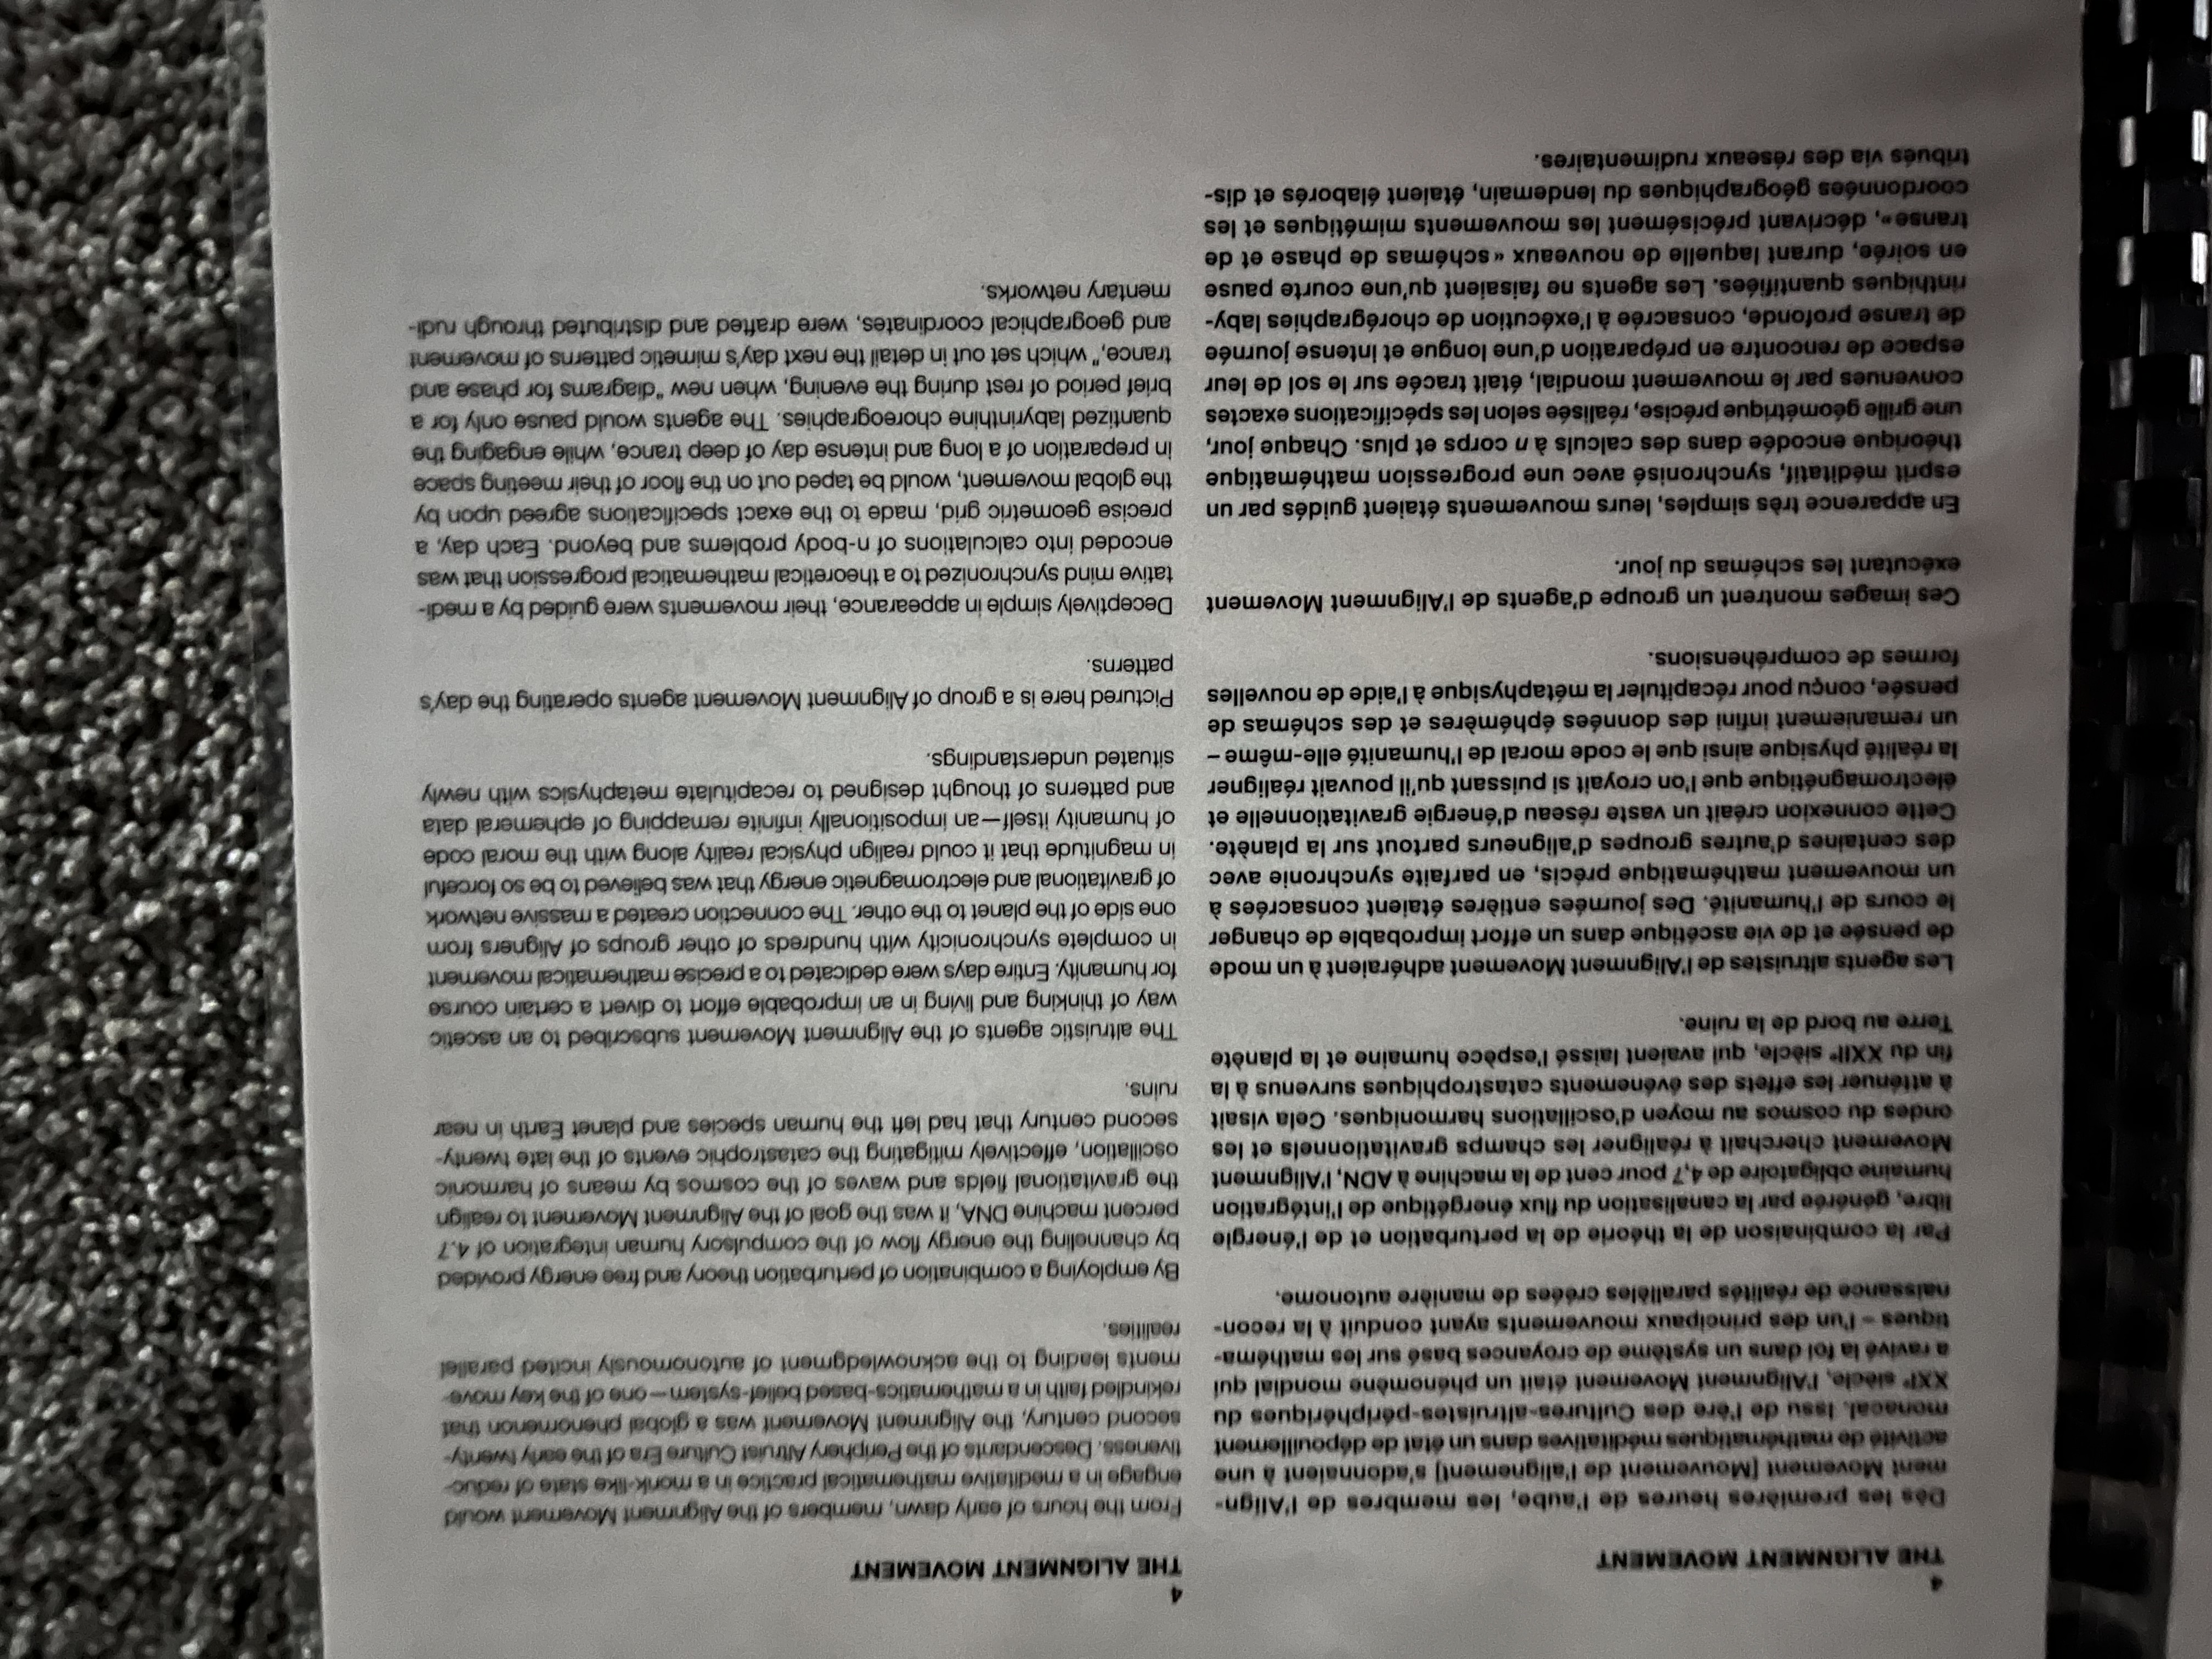 4
THE ALIGNMENT MOVEMENT
Dès les premières heures de l'aube, les membres de l'Align-
ment Movement [Mouvement de l'alignement] s'adonnaient à une
activité de mathématiques méditatives dans un état de dépouillement
monacal. Issu de l'ère des Cultures-altruistes-périphériques du
XXIᵉ siècle, l'Alignment Movement était un phénomène mondial qui
a ravivé la foi dans un système de croyances basé sur les mathéma-
tiques – l'un des principaux mouvements ayant conduit à la recon-
naissance de réalités parallèles créées de manière autonome.
Par la combinaison de la théorie de la perturbation et de l'énergie
libre, générée par la canalisation du flux énergétique de l'intégration
humaine obligatoire de 4,7 pour cent de la machine à ADN, l'Alignment
Movement cherchait à réaligner les champs gravitationnels et les
ondes du cosmos au moyen d'oscillations harmoniques. Cela visait
à atténuer les effets des événements catastrophiques survenus à la
fin du XXIIᵉ siècle, qui avaient laissé l'espèce humaine et la planète
Terre au bord de la ruine.
Les agents altruistes de l'Alignment Movement adhéraient à un mode
de pensée et de vie ascétique dans un effort improbable de changer
le cours de l'humanité. Des journées entières étaient consacrées à
un mouvement mathématique précis, en parfaite synchronie avec
des centaines d'autres groupes d'aligneurs partout sur la planète.
Cette connexion créait un vaste réseau d'énergie gravitationnelle et
électromagnétique que l'on croyait si puissant qu'il pouvait réaligner
la réalité physique ainsi que le code moral de l'humanité elle-même –
un remaniement infini des données éphémères et des schémas de
pensée, conçu pour récapituler la métaphysique à l'aide de nouvelles
formes de compréhensions.
Ces images montrent un groupe d'agents de l'Alignment Movement
exécutant les schémas du jour.
En apparence très simples, leurs mouvements étaient guidés par un
esprit méditatif, synchronisé avec une progression mathématique
théorique encodée dans des calculs à n corps et plus. Chaque jour,
une grille géométrique précise, réalisée selon les spécifications exactes
convenues par le mouvement mondial, était tracée sur le sol de leur
espace de rencontre en préparation d'une longue et intense journée
de transe profonde, consacrée à l'exécution de chorégraphies laby-
rinthiques quantifiées. Les agents ne faisaient qu'une courte pause
en soirée, durant laquelle de nouveaux « schémas de phase et de
transe », décrivant précisément les mouvements mimétiques et les
coordonnées géographiques du lendemain, étaient élaborés et dis-
tribués via des réseaux rudimentaires.
4
THE ALIGNMENT MOVEMENT
From the hours of early dawn, members of the Alignment Movement would
engage in a meditative mathematical practice in a monk-like state of reduc-
tiveness. Descendants of the Periphery Altruist Culture Era of the early twenty-
second century, the Alignment Movement was a global phenomenon that
rekindled faith in a mathematics-based belief-system—one of the key move-
ments leading to the acknowledgment of autonomously incited parallel
realities.
By employing a combination of perturbation theory and free energy provided
by channeling the energy flow of the compulsory human integration of 4.7
percent machine DNA, it was the goal of the Alignment Movement to realign
the gravitational fields and waves of the cosmos by means of harmonic
oscillation, effectively mitigating the catastrophic events of the late twenty-
second century that had left the human species and planet Earth in near
ruins.
The altruistic agents of the Alignment Movement subscribed to an ascetic
way of thinking and living in an improbable effort to divert a certain course
for humanity. Entire days were dedicated to a precise mathematical movement
in complete synchronicity with hundreds of other groups of Aligners from
one side of the planet to the other. The connection created a massive network
of gravitational and electromagnetic energy that was believed to be so forceful
in magnitude that it could realign physical reality along with the moral code
of humanity itself—an impositionally infinite remapping of ephemeral data
and patterns of thought designed to recapitulate metaphysics with newly
situated understandings.
Pictured here is a group of Alignment Movement agents operating the day's
patterns.
Deceptively simple in appearance, their movements were guided by a medi-
tative mind synchronized to a theoretical mathematical progression that was
encoded into calculations of n-body problems and beyond. Each day, a
precise geometric grid, made to the exact specifications agreed upon by
the global movement, would be taped out on the floor of their meeting space
in preparation of a long and intense day of deep trance, while engaging the
quantized labyrinthine choreographies. The agents would pause only for a
brief period of rest during the evening, when new “diagrams for phase and
trance,” which set out in detail the next day's mimetic patterns of movement
and geographical coordinates, were drafted and distributed through rudi-
mentary networks.